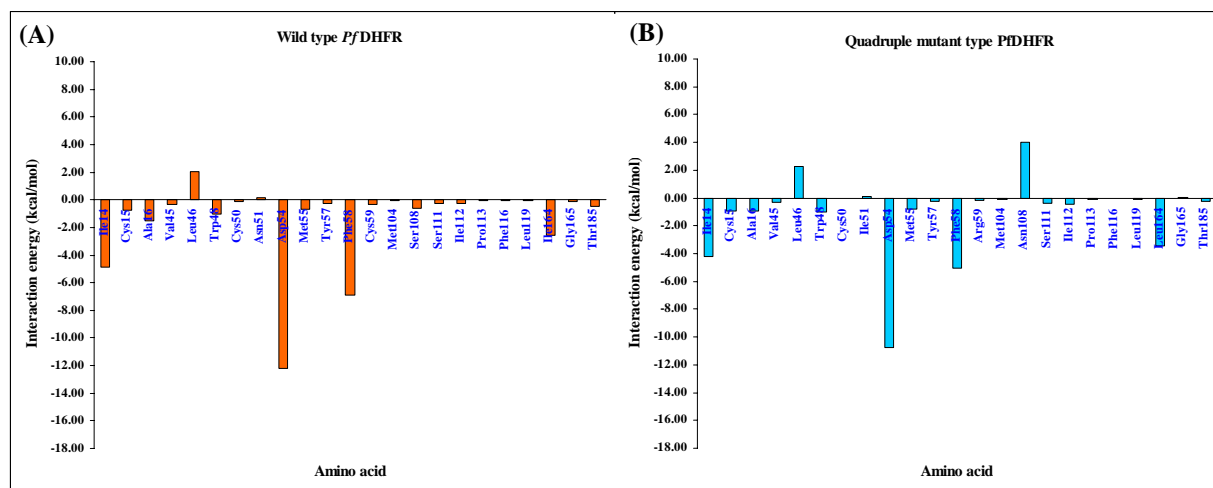 (A)
Wild type Pf DHFR
10.00
8.00
6.00
4.00
2.00
0.00
-2.00
-4.00
-6.00
-8.00
-10.00
-12.00
-14.00
-16.00
-18.00
Interaction energy (kcal/mol)
Ile14
Cys15
Ala16
Val45
Leu46
Trp48
Cys50
Asn51
Asp54
Met55
Tyr57
Phe58
Cys59
Met104
Ser108
Ser111
Ile112
Pro113
Phe116
Leu119
Ile164
Gly165
Thr185
Amino acid
(B)
Quadruple mutant type PfDHFR
10.00
8.00
6.00
4.00
2.00
0.00
-2.00
-4.00
-6.00
-8.00
-10.00
-12.00
-14.00
-16.00
-18.00
Interaction energy (kcal/mol)
Ile14
Cys15
Ala16
Val45
Leu46
Trp48
Cys50
Ile51
Asp54
Met55
Tyr57
Phe58
Arg59
Met104
Asn108
Ser111
Ile112
Pro113
Phe116
Leu119
Leu164
Gly165
Thr185
Amino acid